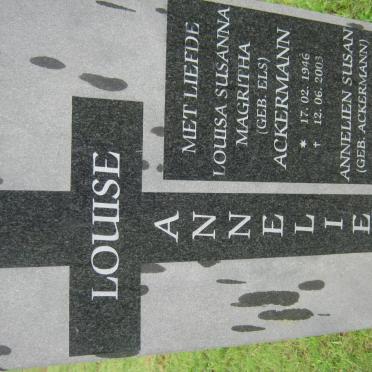 MET LIEFDE
LOUISA SUSANNA
MAGRITHA
(GEB. ELS)
ACKERMANN
* 17. 02. 1946
† 12. 06. 2003
ANNELIEN SUSAN
(GEB. ACKERMANN)
LOUISE
A
N
N
E
L
I
E